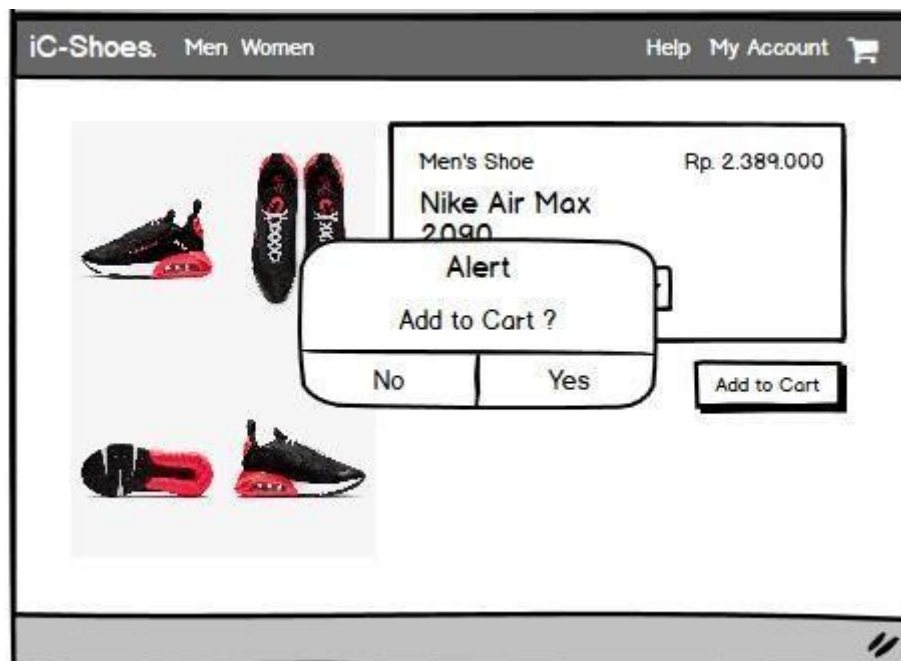 iC-Shoes. Men Women Help My Account
Men's Shoe Rp. 2.389.000
Nike Air Max
2090
Alert
Add to Cart ?
No Yes
Add to Cart